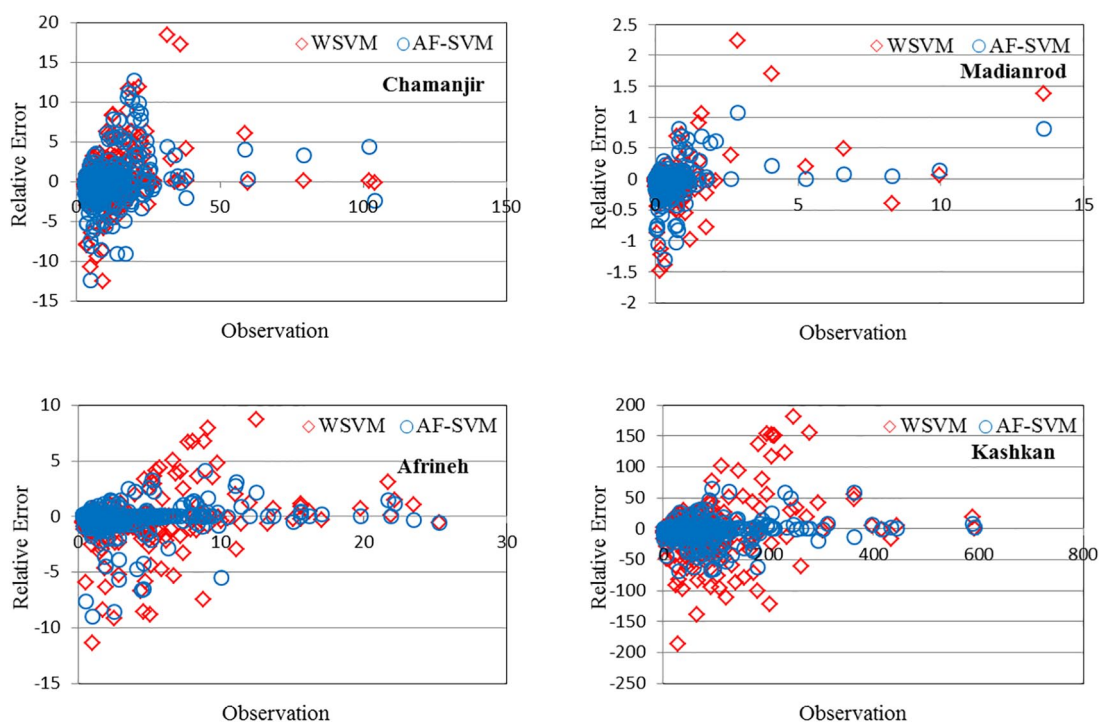 20
15
10
5
0
-5
-10
-15
0 50 100 150
Relative Error
Observation
WSVM AF-SVM
Chamanjir
2.5
2
1.5
1
0.5
0
-0.5
-1
-1.5
-2
0 5 10 15
Relative Error
Observation
WSVM AF-SVM
Madianrod
10
5
0
-5
-10
-15
0 10 20 30
Relative Error
Observation
WSVM AF-SVM
Afrineh
200
150
100
50
0
-50
-100
-150
-200
-250
0 200 400 600 800
Relative Error
Observation
WSVM AF-SVM
Kashkan